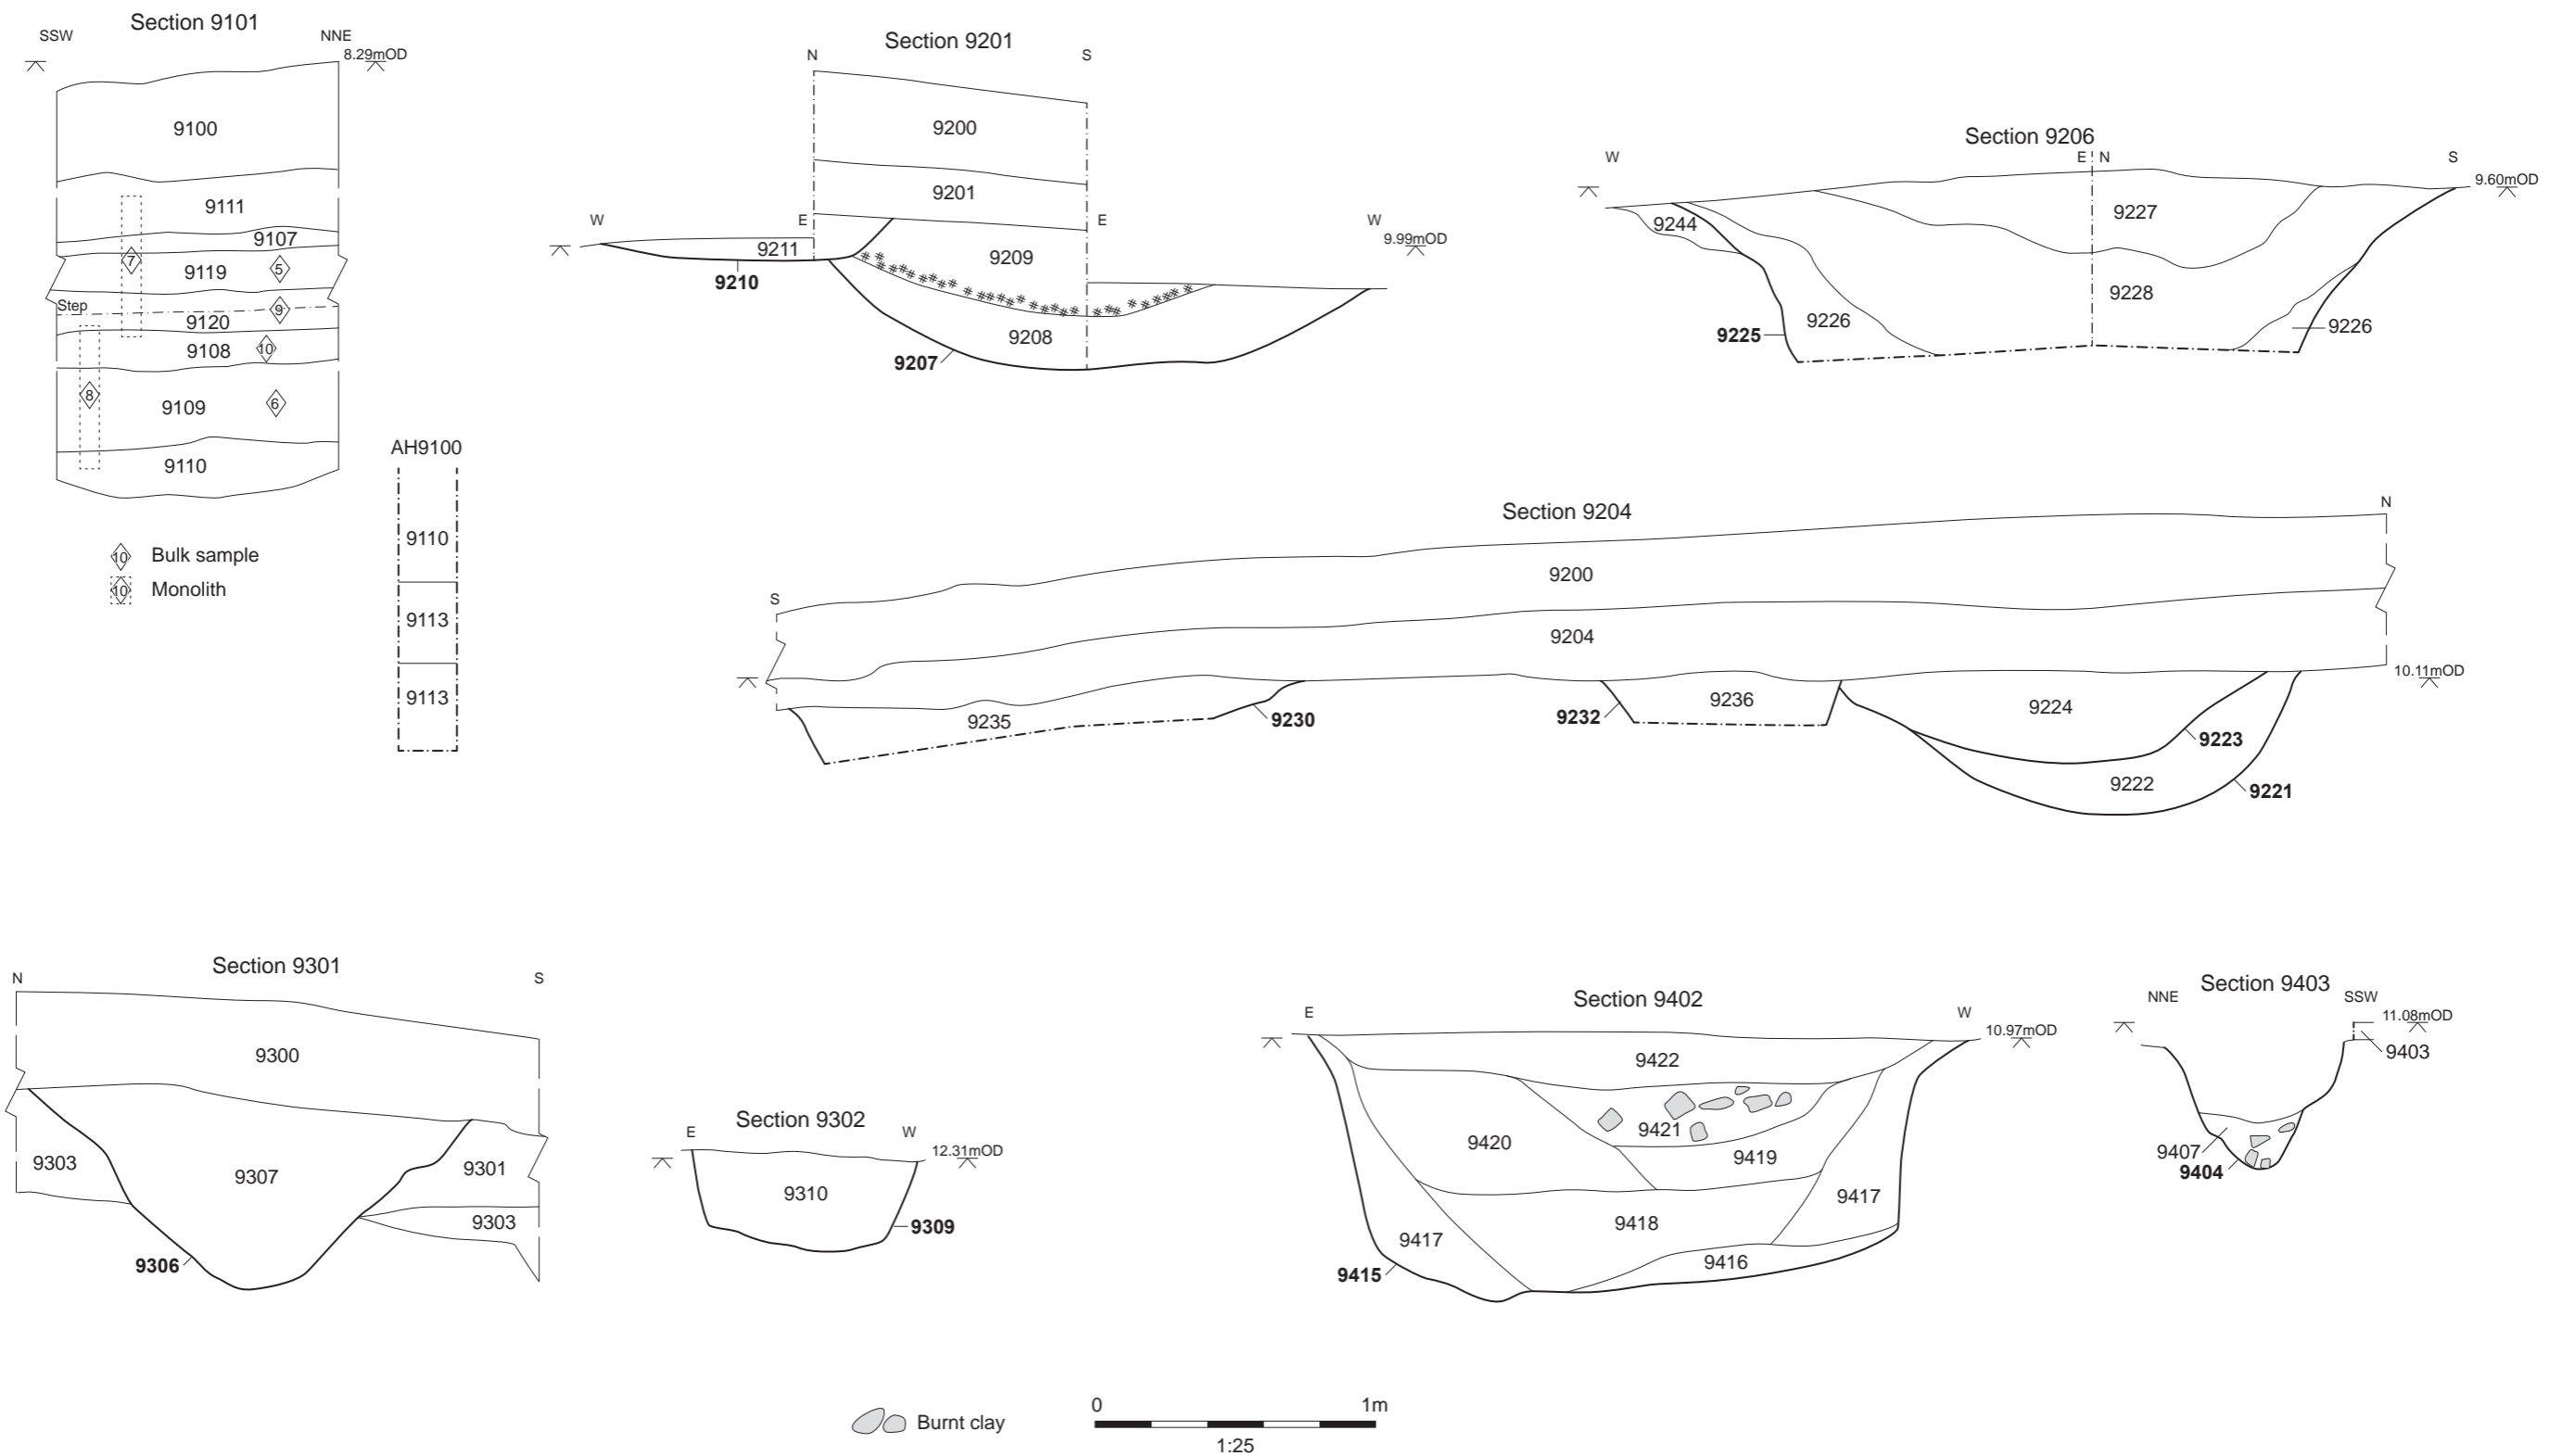 Section 9101
SSW
NNE
8.29mOD
9100
9111
9107
7
9119
5
Step
9
9120
9108
10
8
9109
6
9110
10 Bulk sample
10 Monolith
AH9100
9110
9113
9113
Section 9201
N
S
9200
9201
W
E
E
W
9.99mOD
9211
9209
9210
9208
9207
Section 9206
W
E
N
S
9.60mOD
9244
9227
9228
9225
9226
9226
Section 9204
N
S
9200
9204
10.11mOD
9235
9230
9232
9236
9224
9223
9222
9221
Section 9301
N
S
9300
9303
9307
9301
9303
9306
Section 9302
E
W
12.31mOD
9310
9309
Section 9402
E
W
10.97mOD
9422
9421
9420
9419
9417
9418
9417
9416
9415
Section 9403
NNE
SSW
11.08mOD
9403
9407
9404
Burnt clay
0
1m
1:25